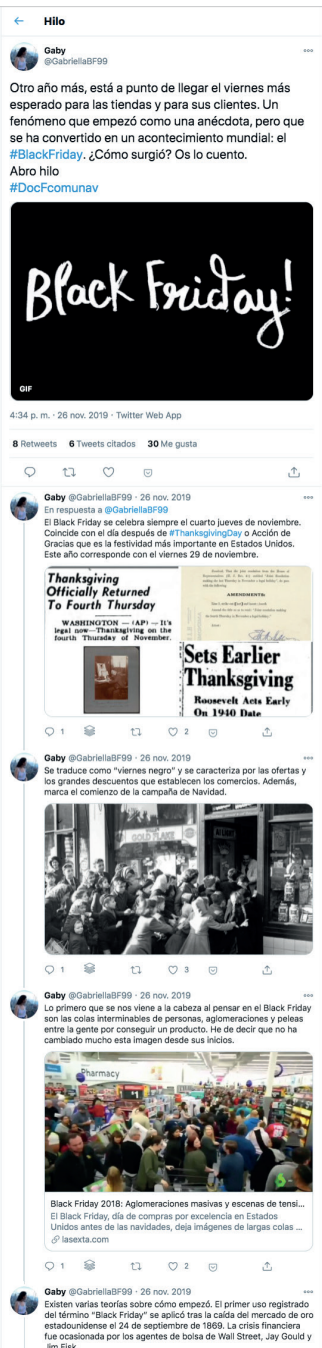 ← Hilo
Gaby
@GabriellaBF99
Otro año más, está a punto de llegar el viernes más
esperado para las tiendas y para sus clientes. Un
fenómeno que empezó como una anécdota, pero que
se ha convertido en un acontecimiento mundial: el
#BlackFriday. ¿Cómo surgió? Os lo cuento.
Abro hilo
#DocFcomunav
Black Friday!
GIF
4:34 p. m. · 26 nov. 2019 · Twitter Web App
8 Retweets 6 Tweets citados 30 Me gusta
Gaby @GabriellaBF99 · 26 nov. 2019
En respuesta a @GabriellaBF99
El Black Friday se celebra siempre el cuarto jueves de noviembre.
Coincide con el día después de #ThanksgivingDay o Acción de
Gracias que es la festividad más importante en Estados Unidos.
Este año corresponde con el viernes 29 de noviembre.
Thanksgiving
Officially Returned
To Fourth Thursday
WASHINGTON — (AP) — It's
legal now—Thanksgiving on the
fourth Thursday of November.
AMENDMENTS:
Sets Earlier
Thanksgiving
Roosevelt Acts Early
On 1940 Date
1 2
Gaby @GabriellaBF99 · 26 nov. 2019
Se traduce como “viernes negro” y se caracteriza por las ofertas y
los grandes descuentos que establecen los comercios. Además,
marca el comienzo de la campaña de Navidad.
GOLD FLAKE
1 3
Gaby @GabriellaBF99 · 26 nov. 2019
Lo primero que se nos viene a la cabeza al pensar en el Black Friday
son las colas interminables de personas, aglomeraciones y peleas
entre la gente por conseguir un producto. He de decir que no ha
cambiado mucho esta imagen desde sus inicios.
Pharmacy
$1
Black Friday 2018: Aglomeraciones masivas y escenas de tensi...
El Black Friday, día de compras por excelencia en Estados
Unidos antes de las navidades, deja imágenes de largas colas ...
lasexta.com
1 2
Gaby @GabriellaBF99 · 26 nov. 2019
Existen varias teorías sobre cómo empezó. El primer uso registrado
del término “Black Friday” se aplicó tras la caída del mercado de oro
estadounidense el 24 de septiembre de 1869. La crisis financiera
fue ocasionada por los agentes de bolsa de Wall Street, Jay Gould y
Jim Fisk